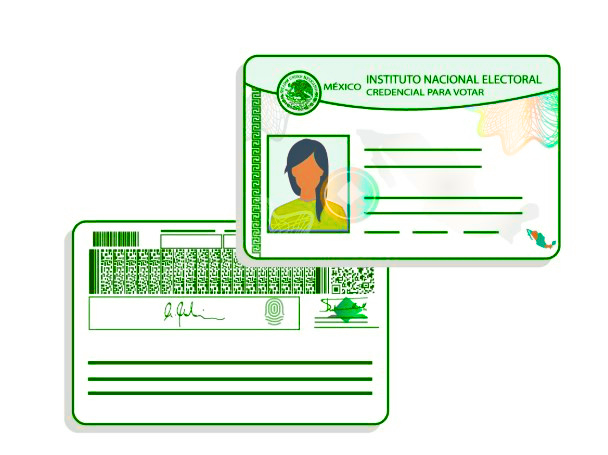 MÉXICO INSTITUTO NACIONAL ELECTORAL
CREDENCIAL PARA VOTAR